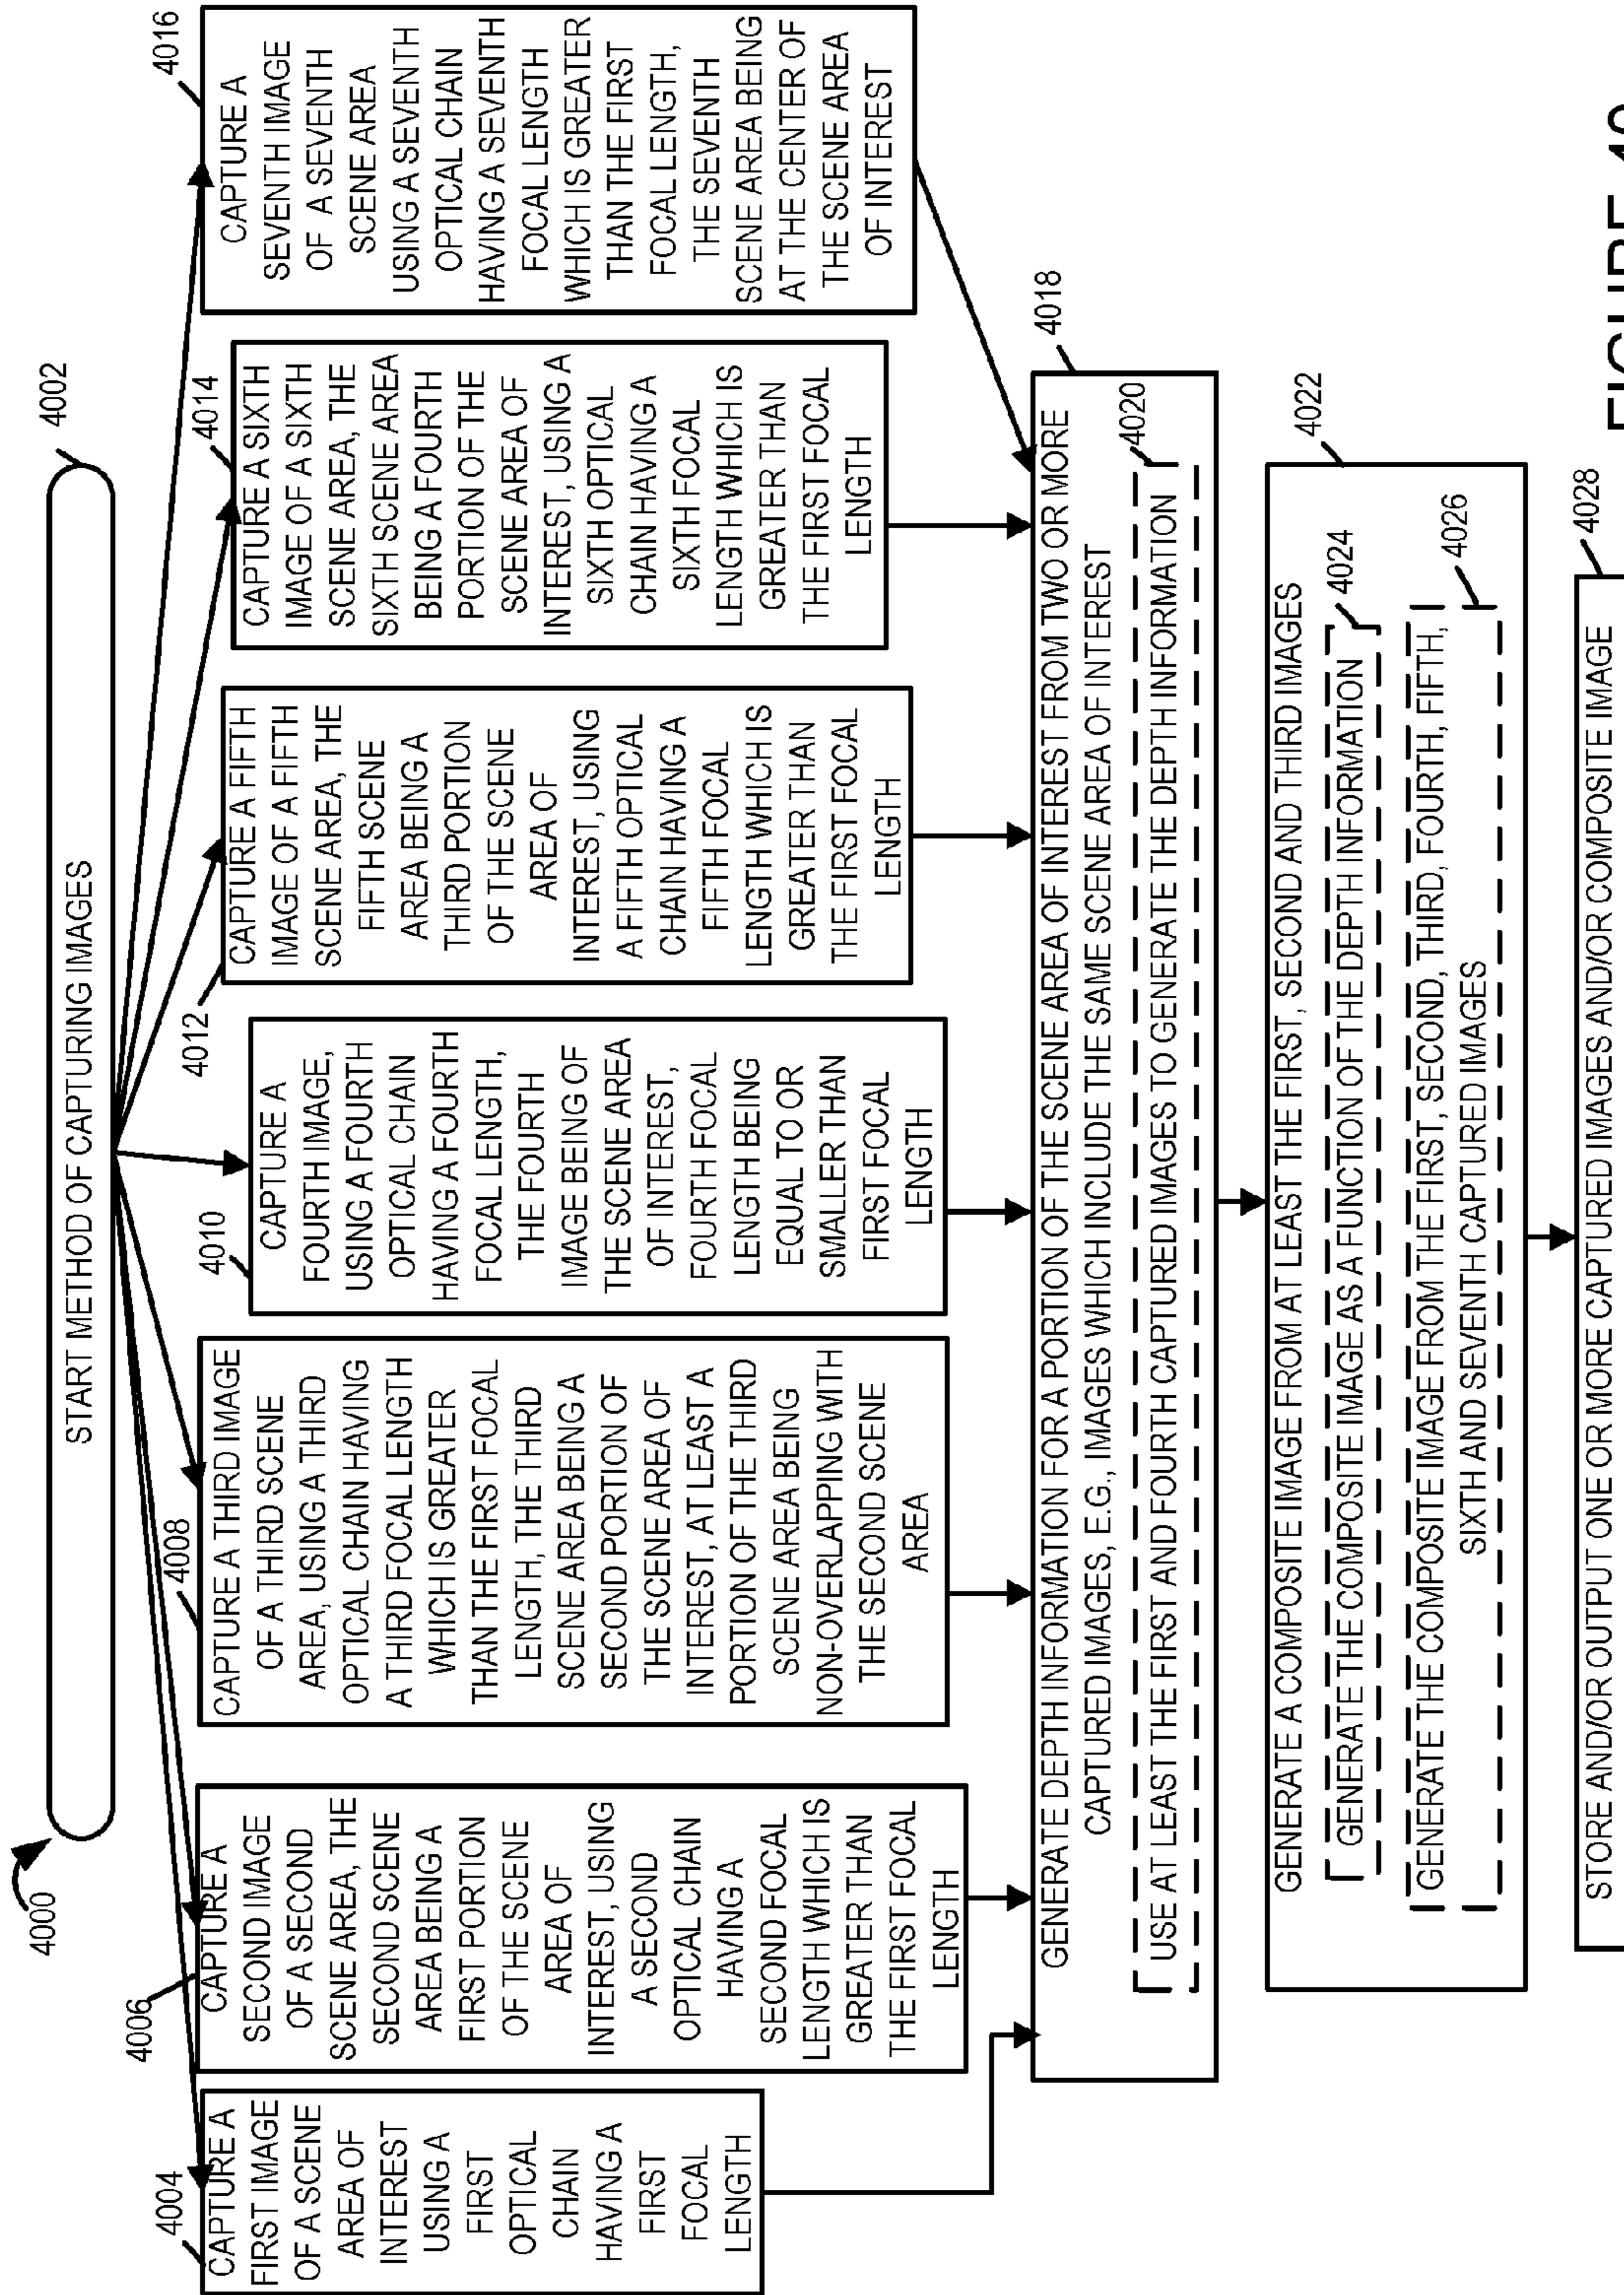 4000
START METHOD OF CAPTURING IMAGES
4002
4004
CAPTURE A
FIRST IMAGE
OF A SCENE
AREA OF
INTEREST
USING A
FIRST
OPTICAL
CHAIN
HAVING A
FIRST
FOCAL
LENGTH
4006
CAPTURE A
SECOND IMAGE
OF A SECOND
SCENE AREA, THE
SECOND SCENE
AREA BEING A
FIRST PORTION
OF THE SCENE
AREA OF
INTEREST, USING
A SECOND
OPTICAL CHAIN
HAVING A
SECOND FOCAL
LENGTH WHICH IS
GREATER THAN
THE FIRST FOCAL
LENGTH
4008
CAPTURE A THIRD IMAGE
OF A THIRD SCENE
AREA, USING A THIRD
OPTICAL CHAIN HAVING
A THIRD FOCAL LENGTH
WHICH IS GREATER
THAN THE FIRST FOCAL
LENGTH, THE THIRD
SCENE AREA BEING A
SECOND PORTION OF
THE SCENE AREA OF
INTEREST, AT LEAST A
PORTION OF THE THIRD
SCENE AREA BEING
NON-OVERLAPPING WITH
THE SECOND SCENE
AREA
4010
CAPTURE A
FOURTH IMAGE,
USING A FOURTH
OPTICAL CHAIN
HAVING A FOURTH
FOCAL LENGTH,
THE FOURTH
IMAGE BEING OF
THE SCENE AREA
OF INTEREST,
FOURTH FOCAL
LENGTH BEING
EQUAL TO OR
SMALLER THAN
FIRST FOCAL
LENGTH
4012
CAPTURE A FIFTH
IMAGE OF A FIFTH
SCENE AREA, THE
FIFTH SCENE
AREA BEING A
THIRD PORTION
OF THE SCENE
AREA OF
INTEREST, USING
A FIFTH OPTICAL
CHAIN HAVING A
FIFTH FOCAL
LENGTH WHICH IS
GREATER THAN
THE FIRST FOCAL
LENGTH
4014
CAPTURE A SIXTH
IMAGE OF A SIXTH
SCENE AREA, THE
SIXTH SCENE AREA
BEING A FOURTH
PORTION OF THE
SCENE AREA OF
INTEREST, USING A
SIXTH OPTICAL
CHAIN HAVING A
SIXTH FOCAL
LENGTH WHICH IS
GREATER THAN
THE FIRST FOCAL
LENGTH
4016
CAPTURE A
SEVENTH IMAGE
OF A SEVENTH
SCENE AREA
USING A SEVENTH
OPTICAL CHAIN
HAVING A SEVENTH
FOCAL LENGTH
WHICH IS GREATER
THAN THE FIRST
FOCAL LENGTH,
THE SEVENTH
SCENE AREA BEING
AT THE CENTER OF
THE SCENE AREA
OF INTEREST
4018
GENERATE DEPTH INFORMATION FOR A PORTION OF THE SCENE AREA OF INTEREST FROM TWO OR MORE
CAPTURED IMAGES, E.G., IMAGES WHICH INCLUDE THE SAME SCENE AREA OF INTEREST
4020
USE AT LEAST THE FIRST AND FOURTH CAPTURED IMAGES TO GENERATE THE DEPTH INFORMATION
4022
GENERATE A COMPOSITE IMAGE FROM AT LEAST THE FIRST, SECOND AND THIRD IMAGES
4024
GENERATE THE COMPOSITE IMAGE AS A FUNCTION OF THE DEPTH INFORMATION
4026
GENERATE THE COMPOSITE IMAGE FROM THE FIRST, SECOND, THIRD, FOURTH, FIFTH,
SIXTH AND SEVENTH CAPTURED IMAGES
4028
STORE AND/OR OUTPUT ONE OR MORE CAPTURED IMAGES AND/OR COMPOSITE IMAGE
FIGURE